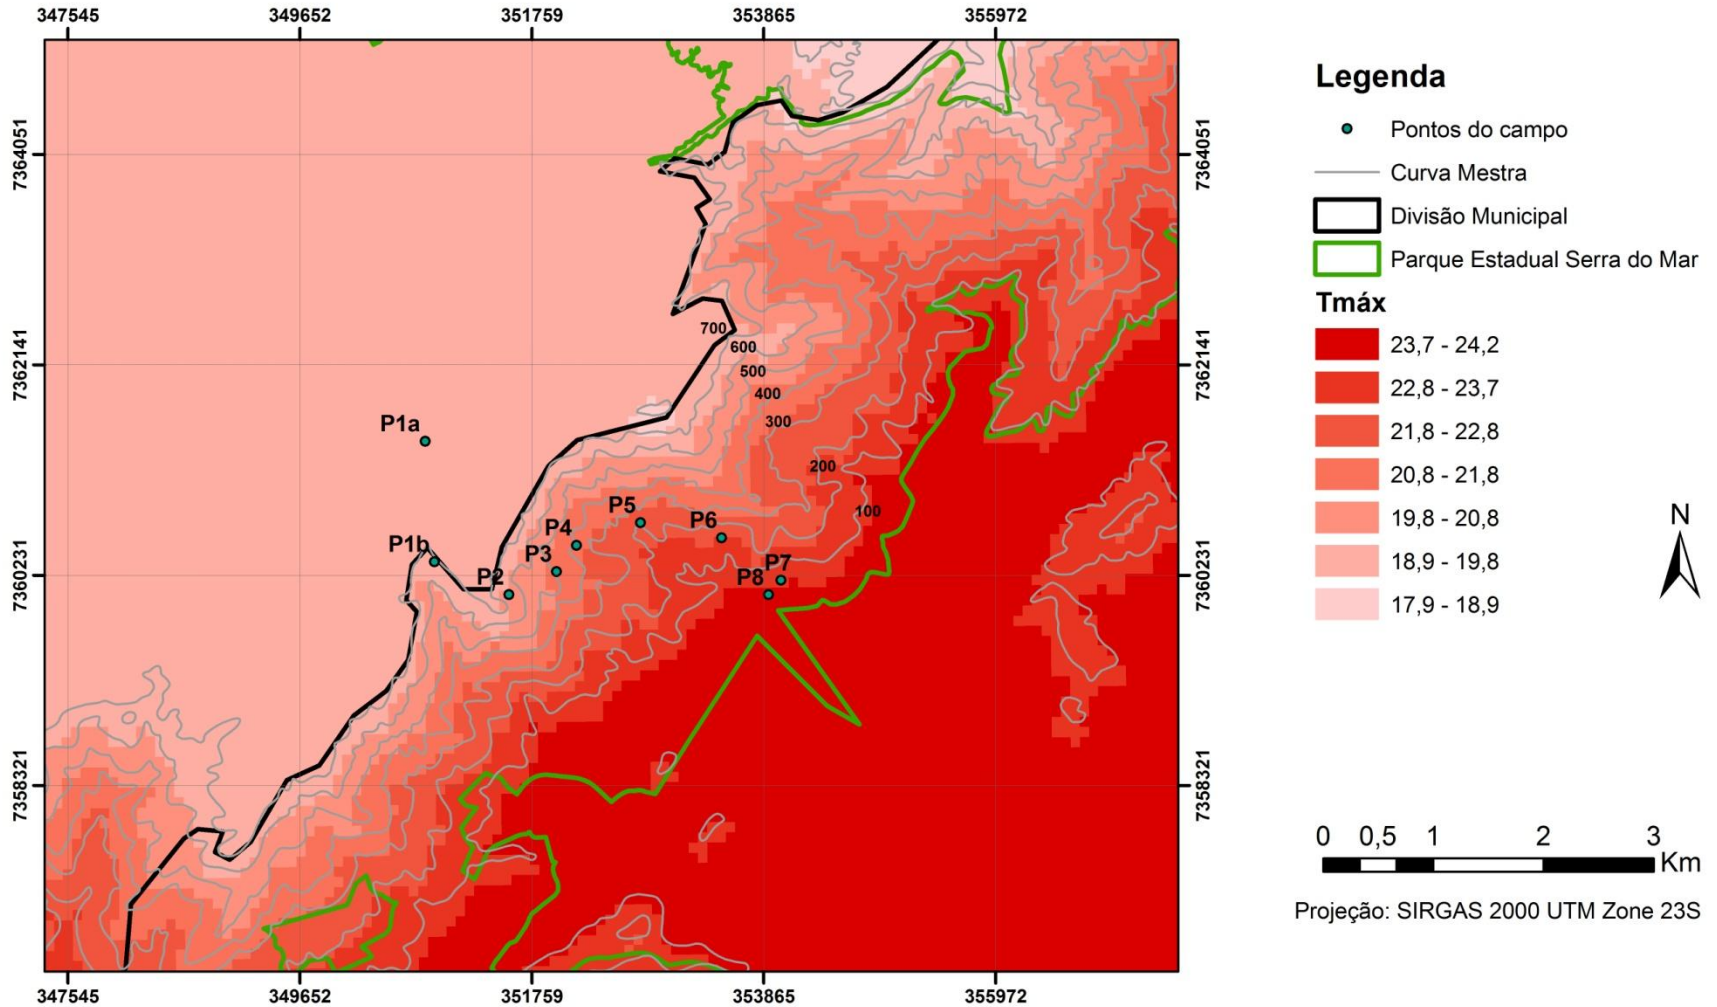 347545 349652 351759 353865 355972
7364051 7364051
7362141 7362141
7360231 7360231
7358321 7358321
700
600
500
400
300
200
100
P1a
P1b
P2
P3
P4
P5
P6
P7
P8
347545 349652 351759 353865 355972
Legenda
Pontos do campo
Curva Mestra
Divisão Municipal
Parque Estadual Serra do Mar
Tmáx
23,7 - 24,2
22,8 - 23,7
21,8 - 22,8
20,8 - 21,8
19,8 - 20,8
18,9 - 19,8
17,9 - 18,9
N
0 0,5 1 2 3
Km
Projeção: SIRGAS 2000 UTM Zone 23S